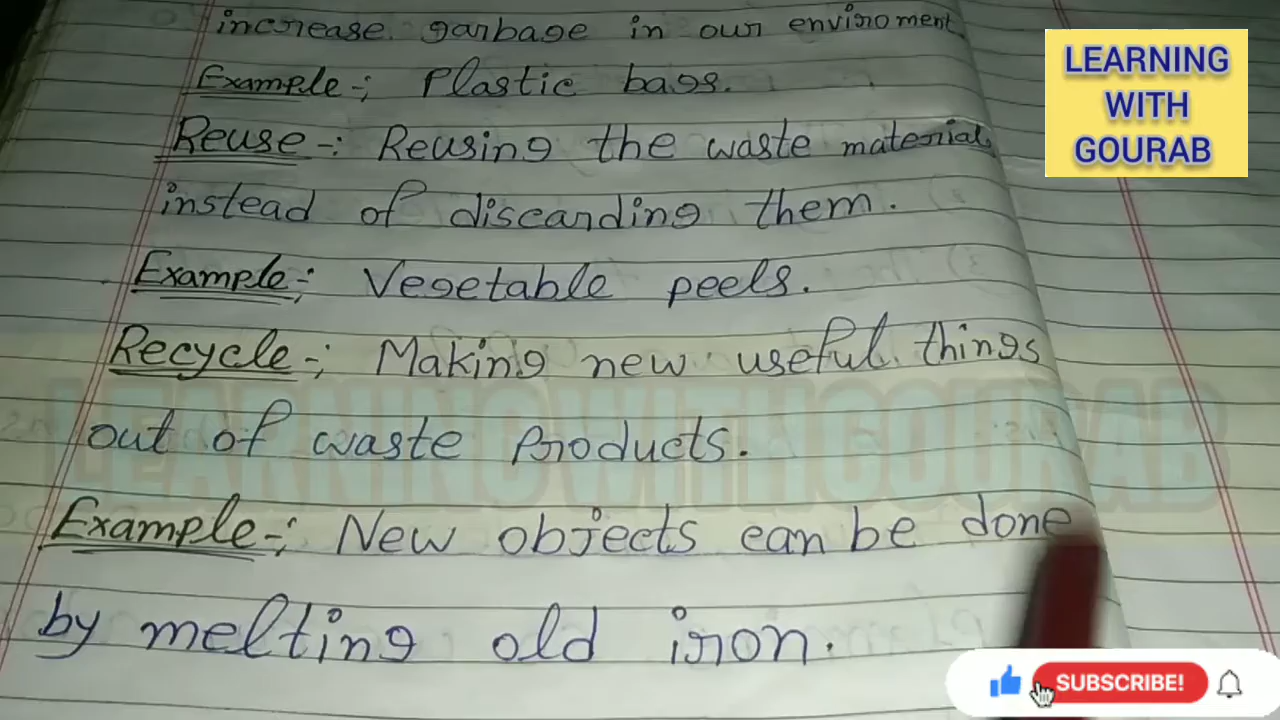 increase garbage in our enviroment
Example-; Plastic bags.
Reuse-: Reusing the waste materials
instead of discarding them.
Example-; Vegetable peels.
Recycle-; Making new useful things
out of waste products.
Example-; New objects can be done
by melting old iron.
LEARNING
WITH
GOURAB
LEARNINGWITHGOURAB
SUBSCRIBE!